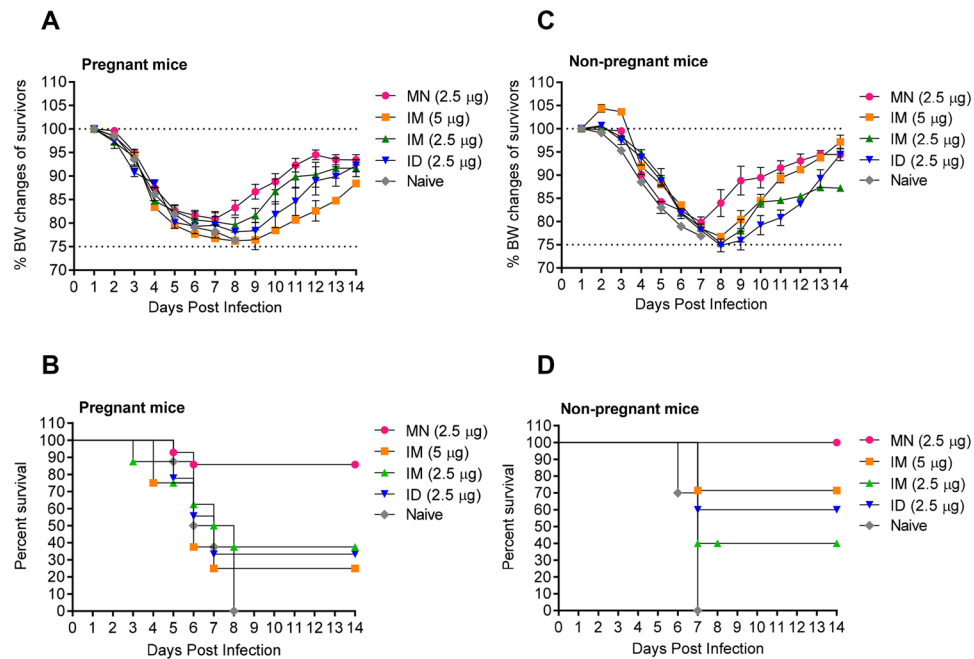 A
Pregnant mice
% BW changes of survivors
110
105
100
95
90
85
80
75
70
0 1 2 3 4 5 6 7 8 9 10 11 12 13 14
Days Post Infection
MN (2.5 µg)
IM (5 µg)
IM (2.5 µg)
ID (2.5 µg)
Naive
C
Non-pregnant mice
% BW changes of survivors
110
105
100
95
90
85
80
75
70
0 1 2 3 4 5 6 7 8 9 10 11 12 13 14
Days Post Infection
MN (2.5 µg)
IM (5 µg)
IM (2.5 µg)
ID (2.5 µg)
Naive
B
Pregnant mice
Percent survival
110
100
90
80
70
60
50
40
30
20
10
0
0 1 2 3 4 5 6 7 8 9 10 11 12 13 14
Days Post Infection
MN (2.5 µg)
IM (5 µg)
IM (2.5 µg)
ID (2.5 µg)
Naive
D
Non-pregnant mice
Percent survival
110
100
90
80
70
60
50
40
30
20
10
0
0 1 2 3 4 5 6 7 8 9 10 11 12 13 14
Days Post Infection
MN (2.5 µg)
IM (5 µg)
IM (2.5 µg)
ID (2.5 µg)
Naive